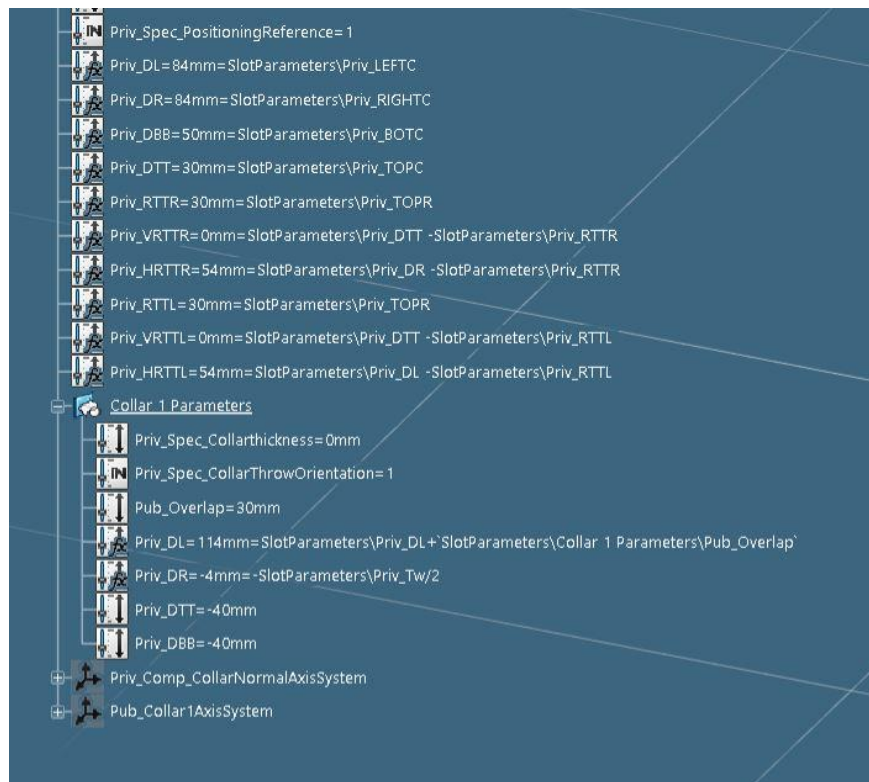 Priv_Spec_PositioningReference=1
Priv_DL=84mm=SlotParameters\Priv_LEFTC
Priv_DR=84mm=SlotParameters\Priv_RIGHTC
Priv_DBB=50mm=SlotParameters\Priv_BOTC
Priv_DTT=30mm=SlotParameters\Priv_TOPC
Priv_RTTR=30mm=SlotParameters\Priv_TOPR
Priv_VRTTR=0mm=SlotParameters\Priv_DTT -SlotParameters\Priv_RTTR
Priv_HRTTR=54mm=SlotParameters\Priv_DR -SlotParameters\Priv_RTTR
Priv_RTTL=30mm=SlotParameters\Priv_TOPR
Priv_VRTTL=0mm=SlotParameters\Priv_DTT -SlotParameters\Priv_RTTL
Priv_HRTTL=54mm=SlotParameters\Priv_DL -SlotParameters\Priv_RTTL
Collar 1 Parameters
Priv_Spec_Collarthickness=0mm
Priv_Spec_CollarThrowOrientation=1
Pub_Overlap=30mm
Priv_DL=114mm=SlotParameters\Priv_DL+`SlotParameters\Collar 1 Parameters\Pub_Overlap`
Priv_DR=-4mm=-SlotParameters\Priv_Tw/2
Priv_DTT=-40mm
Priv_DBB=-40mm
Priv_Comp_CollarNormalAxisSystem
Pub_Collar1AxisSystem